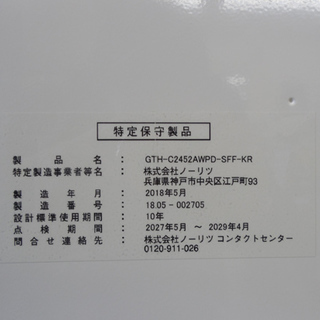 特定保守製品
製品名 : GTH-C2452AWPD-SFF-KR
特定製造事業者等名 : 株式会社ノーリツ
兵庫県神戸市中央区江戸町93
製造年月 : 2018年5月
製造番号 : 18.05-002705
設計標準使用期間 : 10年
点検期間 : 2027年5月 ～ 2029年4月
問合せ連絡先 : 株式会社ノーリツ コンタクトセンター
0120-911-026